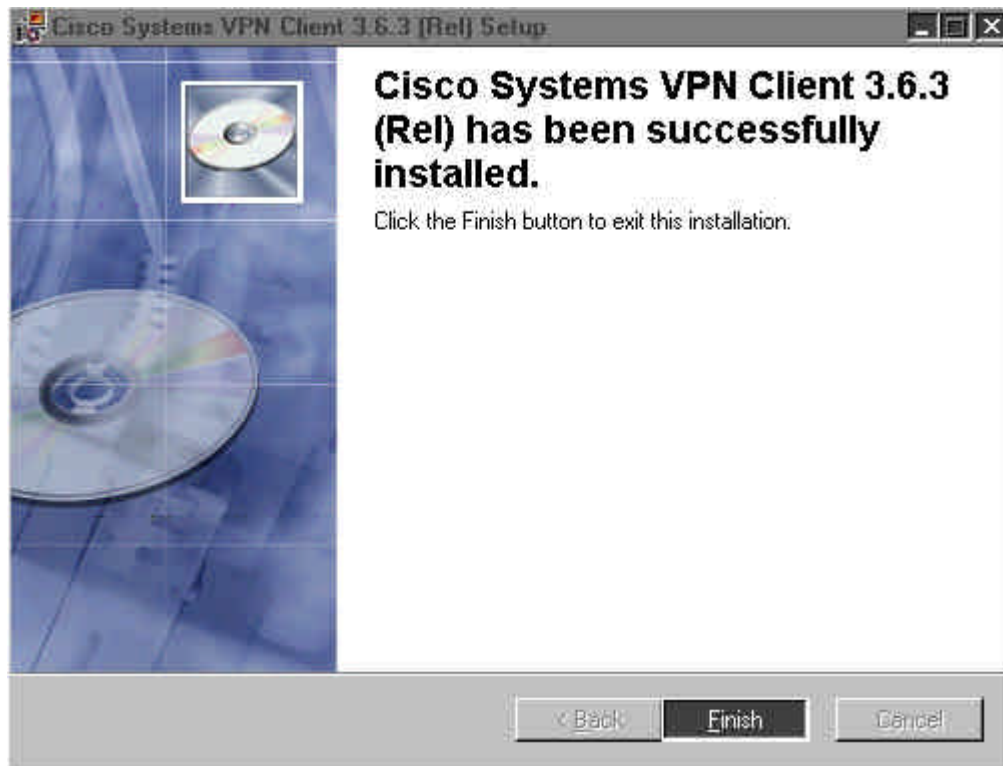 Cisco Systems VPN Client 3.6.3 (Rel) Setup
Cisco Systems VPN Client 3.6.3
(Rel) has been successfully
installed.
Click the Finish button to exit this installation.
< Back Finish Cancel